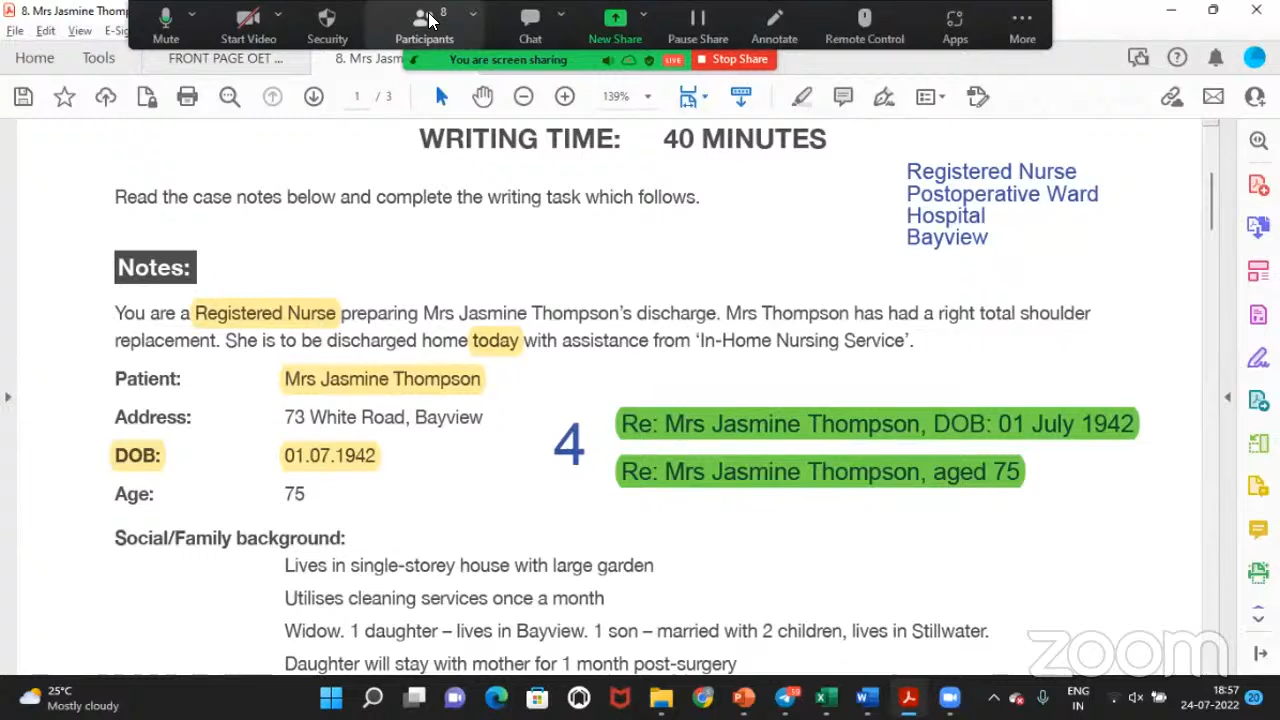 8. Mrs Jasmine Thomp
Mute
Start Video
Security
8
Participants
Chat
New Share
Pause Share
Annotate
Remote Control
Apps
More
File
Edit
View
E-Sig
You are screen sharing
LIVE
Stop Share
Home
Tools
FRONT PAGE OET ...
8. Mrs Jasm
1 / 3
139%
WRITING TIME: 40 MINUTES
Registered Nurse
Postoperative Ward
Hospital
Bayview
Read the case notes below and complete the writing task which follows.
Notes:
You are a Registered Nurse preparing Mrs Jasmine Thompson's discharge. Mrs Thompson has had a right total shoulder
replacement. She is to be discharged home today with assistance from 'In-Home Nursing Service'.
Patient: Mrs Jasmine Thompson
Address: 73 White Road, Bayview
4
Re: Mrs Jasmine Thompson, DOB: 01 July 1942
DOB: 01.07.1942
Re: Mrs Jasmine Thompson, aged 75
Age: 75
Social/Family background:
Lives in single-storey house with large garden
Utilises cleaning services once a month
Widow. 1 daughter – lives in Bayview. 1 son – married with 2 children, lives in Stillwater.
Daughter will stay with mother for 1 month post-surgery
zoom
25°C
Mostly cloudy
ENG
IN
18:57
24-07-2022
20